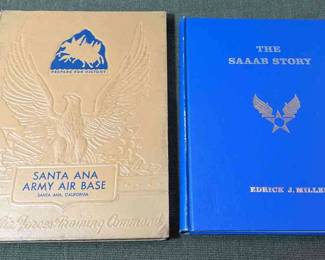 PREPARE FOR HISTORY
SANTA ANA
ARMY AIR BASE
SANTA ANA, CALIFORNIA
Air Forces Training Command
THE
SAAAB STORY
EDRICK J. MILLER